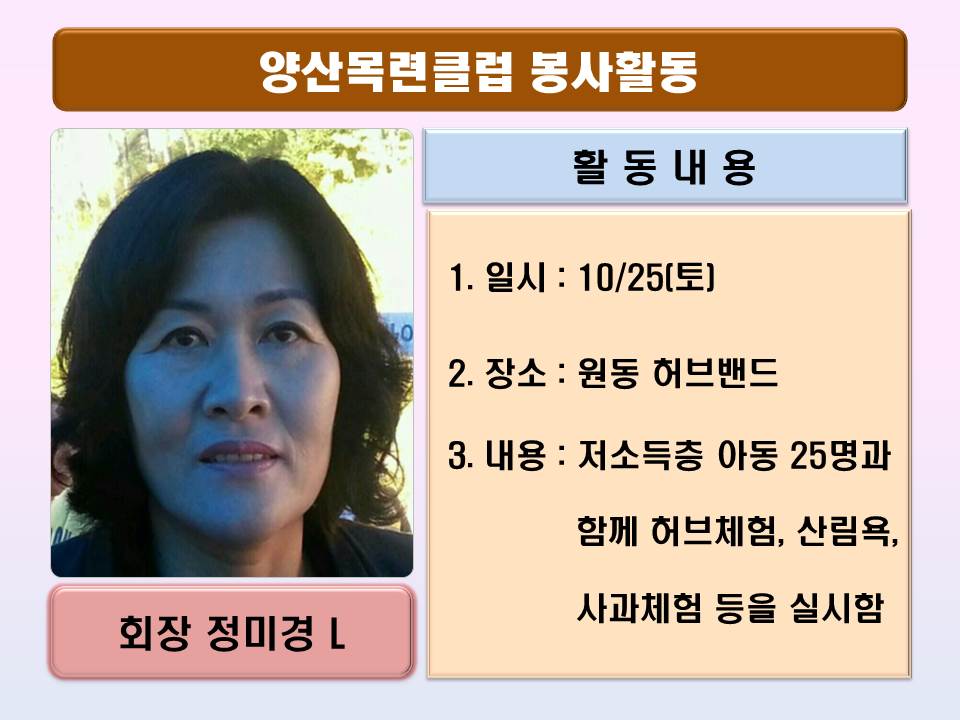 양산목련클럽 봉사활동
활 동 내 용
1. 일시 : 10/25(토)
2. 장소 : 원동 허브밴드
3. 내용 : 저소득층 아동 25명과
함께 허브체험, 산림욕,
사과체험 등을 실시함
회장 정미경 L